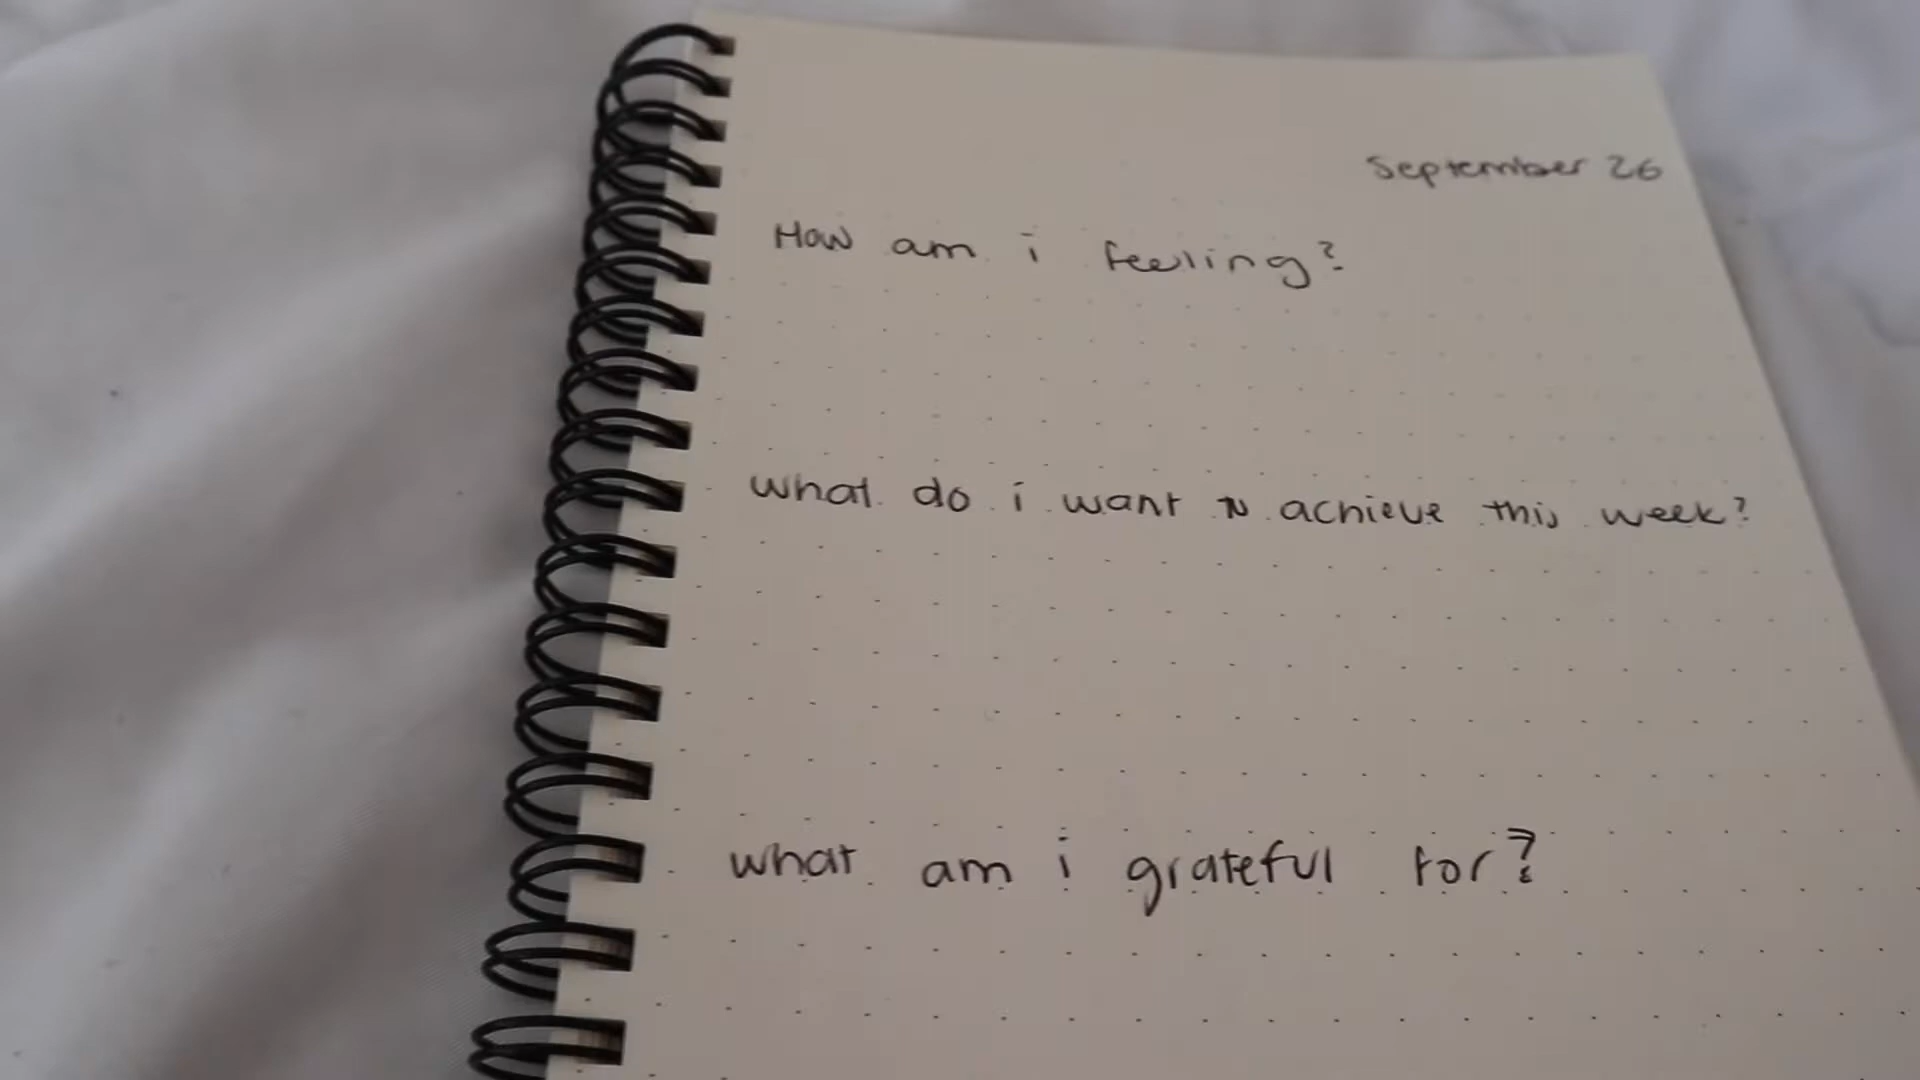 September 26
How am i feeling?
what do i want to achieve this week?
what am i grateful for?